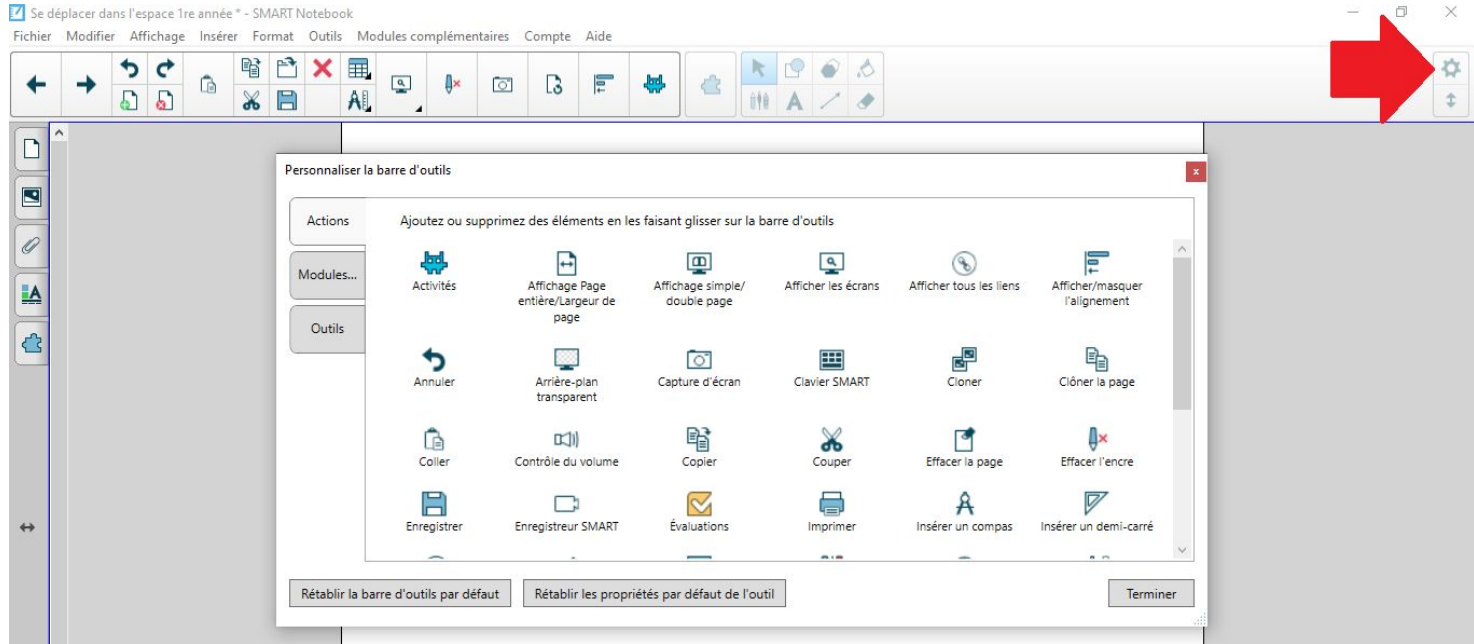 Se déplacer dans l'espace 1re année * - SMART Notebook
Fichier Modifier Affichage Insérer Format Outils Modules complémentaires Compte Aide
Personnaliser la barre d'outils
Actions
Ajoutez ou supprimez des éléments en les faisant glisser sur la barre d'outils
Modules...
Outils
Activités
Affichage Page
entière/Largeur de
page
Affichage simple/
double page
Afficher les écrans
Afficher tous les liens
Afficher/masquer
l'alignement
Annuler
Arrière-plan
transparent
Capture d'écran
Clavier SMART
Cloner
Clôner la page
Coller
Contrôle du volume
Copier
Couper
Effacer la page
Effacer l'encre
Enregistrer
Enregistreur SMART
Évaluations
Imprimer
Insérer un compas
Insérer un demi-carré
Rétablir la barre d'outils par défaut
Rétablir les propriétés par défaut de l'outil
Terminer